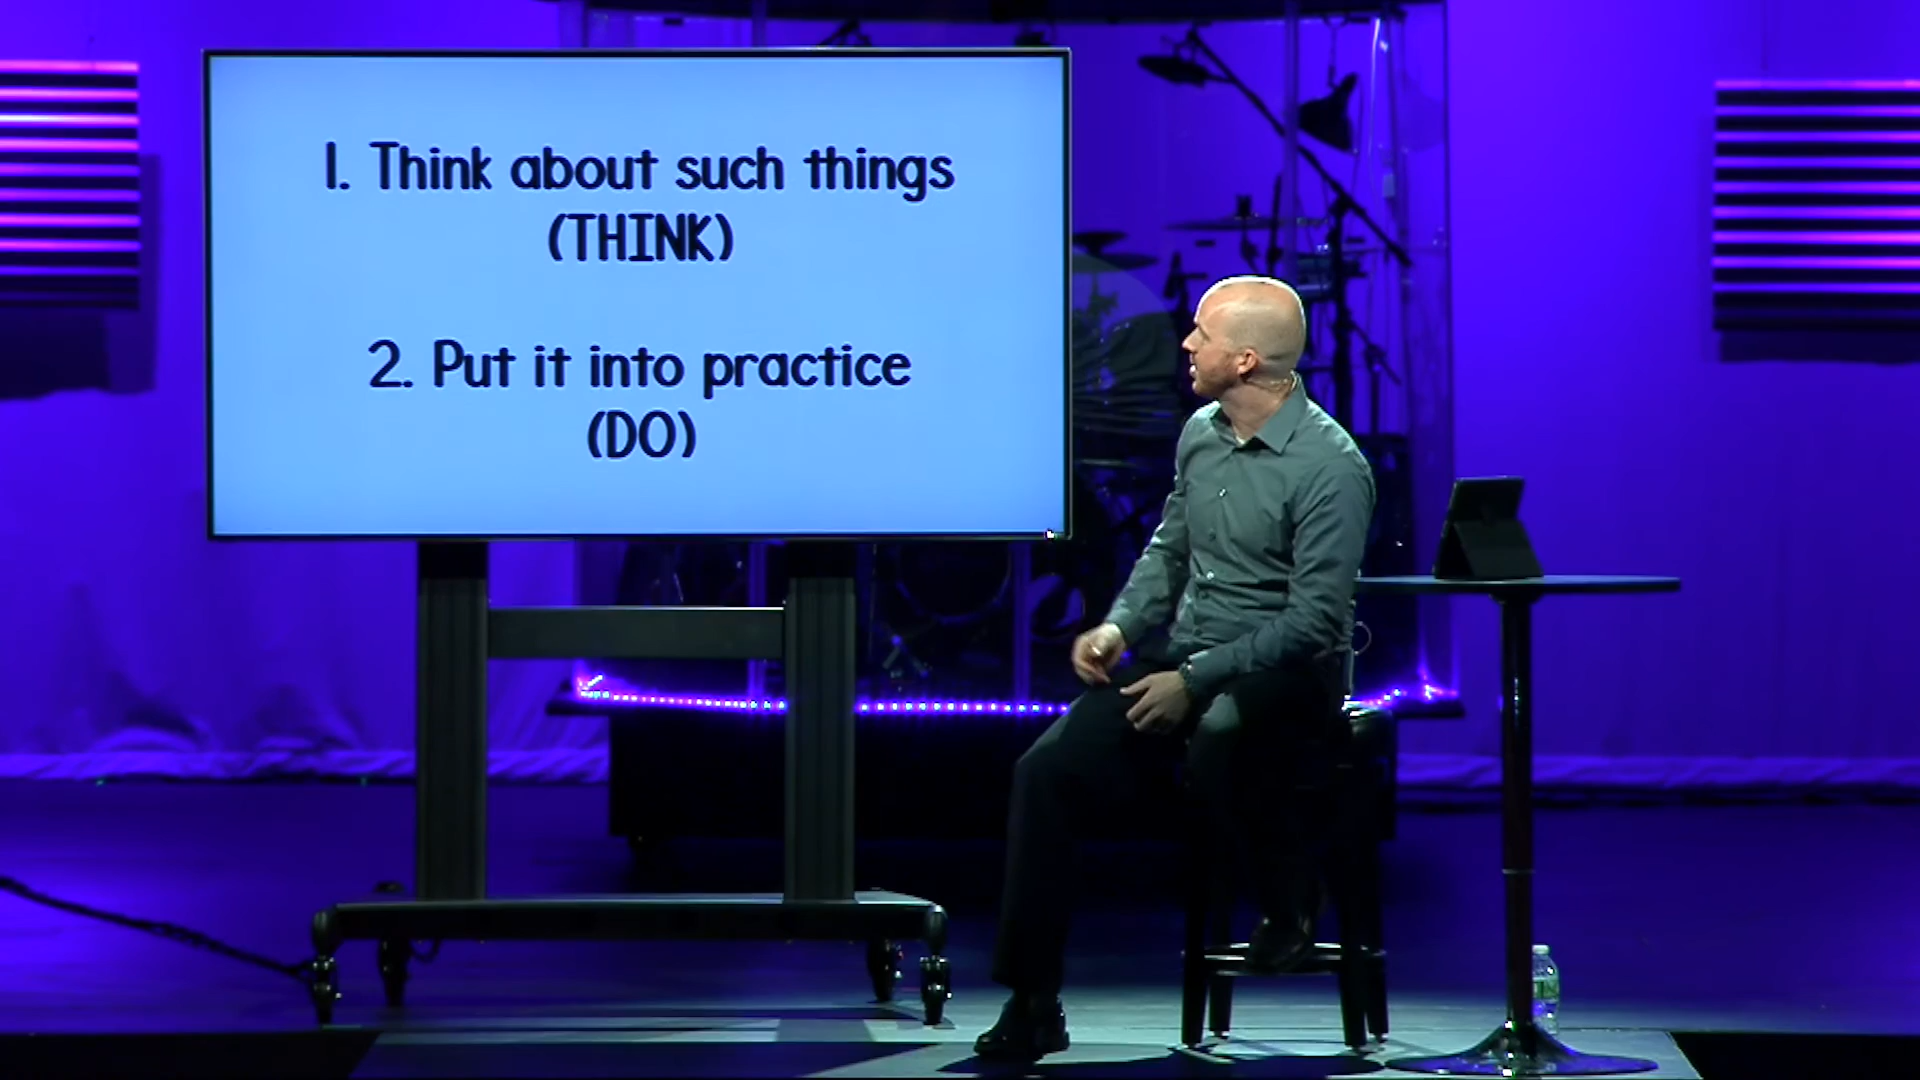 1. Think about such things
(THINK)
2. Put it into practice
(DO)